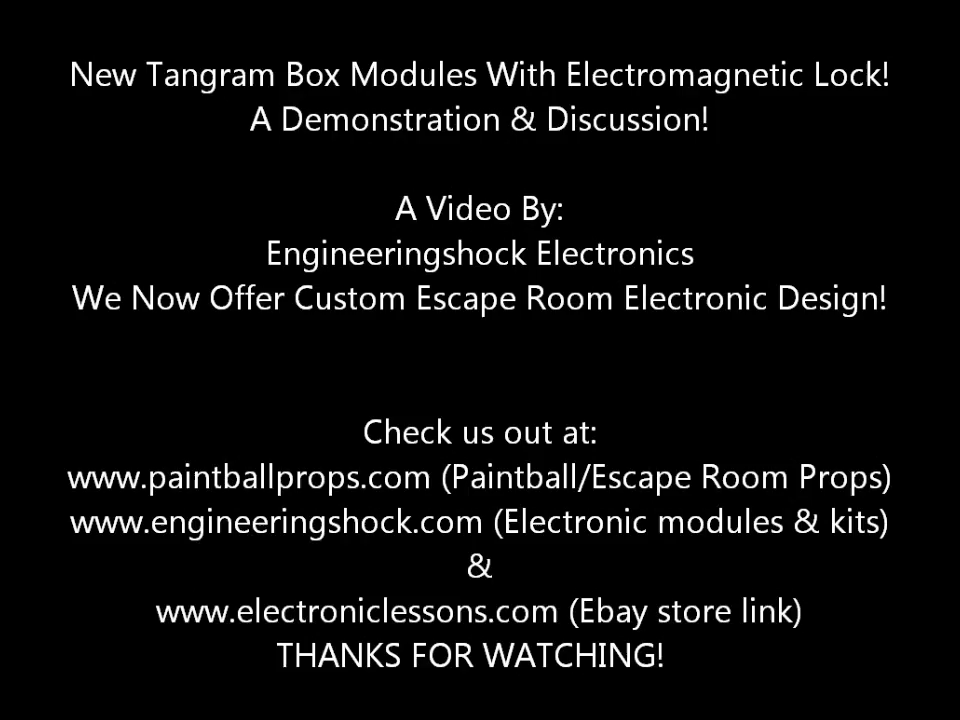 New Tangram Box Modules With Electromagnetic Lock!
A Demonstration & Discussion!
A Video By:
Engineeringshock Electronics
We Now Offer Custom Escape Room Electronic Design!
Check us out at:
www.paintballprops.com (Paintball/Escape Room Props)
www.engineeringshock.com (Electronic modules & kits)
&
www.electroniclessons.com (Ebay store link)
THANKS FOR WATCHING!